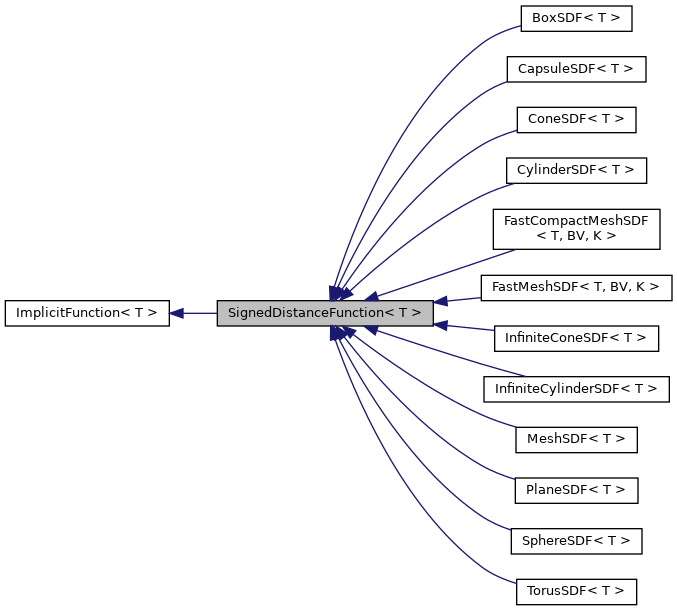 BoxSDF< T >
CapsuleSDF< T >
ConeSDF< T >
CylinderSDF< T >
FastCompactMeshSDF
< T, BV, K >
FastMeshSDF< T, BV, K >
ImplicitFunction< T >
SignedDistanceFunction< T >
InfiniteConeSDF< T >
InfiniteCylinderSDF< T >
MeshSDF< T >
PlaneSDF< T >
SphereSDF< T >
TorusSDF< T >